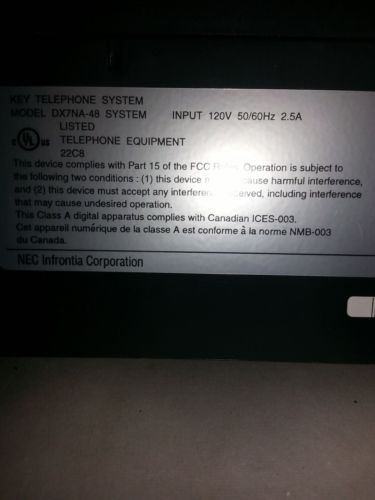 KEY TELEPHONE SYSTEM
MODEL DX7NA-48 SYSTEM INPUT 120V 50/60Hz 2.5A
LISTED
c UL us TELEPHONE EQUIPMENT
22C8
This device complies with Part 15 of the FCC Operation is subject to
the following two conditions : (1) this device cause harmful interference,
and (2) this device must accept any including interference
that may cause undesired operation.
This Class A digital apparatus complies with Canadian ICES-003.
Cet appareil numérique de la classe A est conforme à la norme NMB-003
du Canada.
NEC Infrontia Corporation